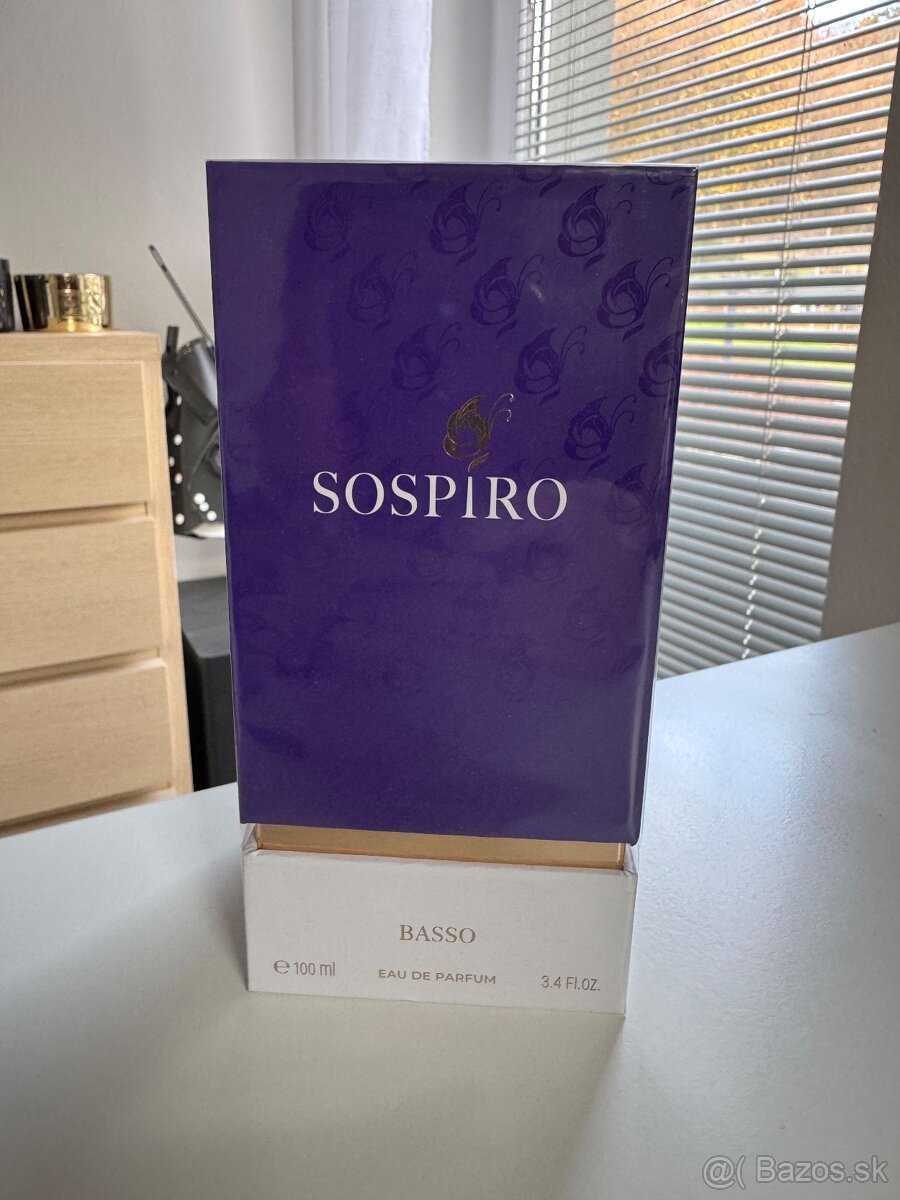 SOSPIRO
BASSO
℮ 100 ml EAU DE PARFUM 3.4 Fl.OZ.
@( Bazos.sk